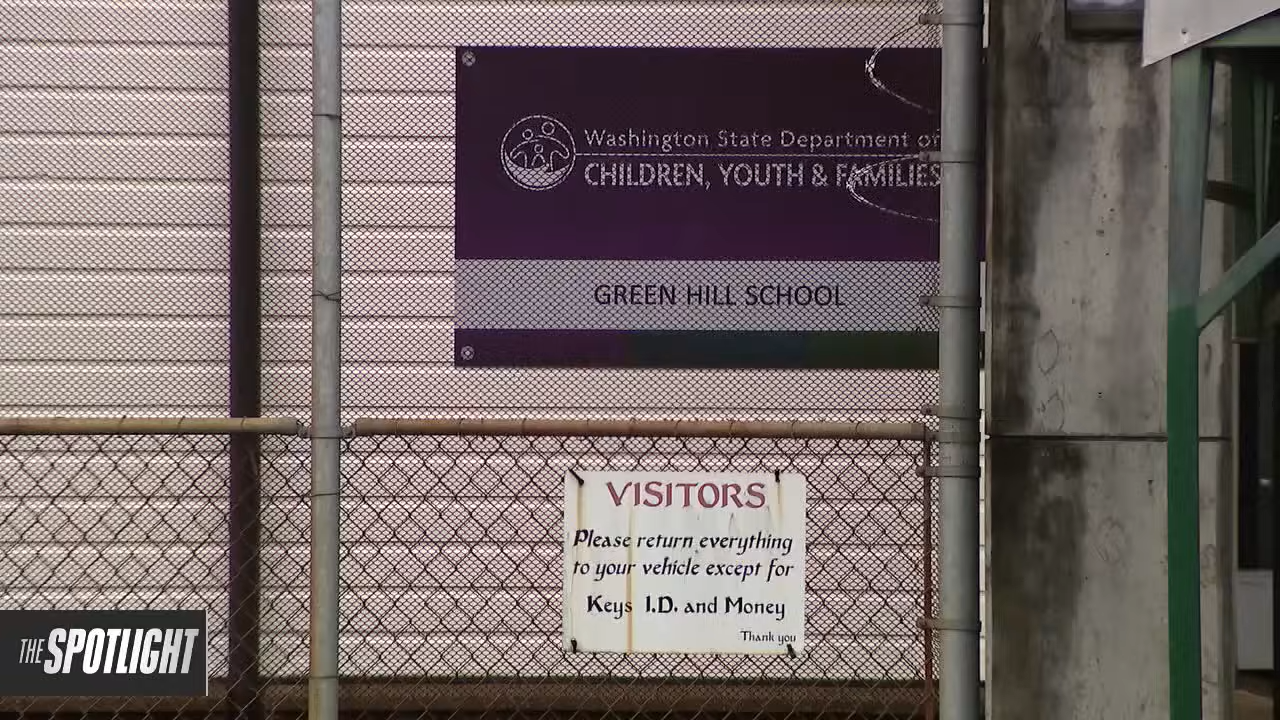 Washington State Department of
CHILDREN, YOUTH & FAMILIES
GREEN HILL SCHOOL
VISITORS
Please return everything
to your vehicle except for
Keys I.D. and Money
Thank you
THE SPOTLIGHT